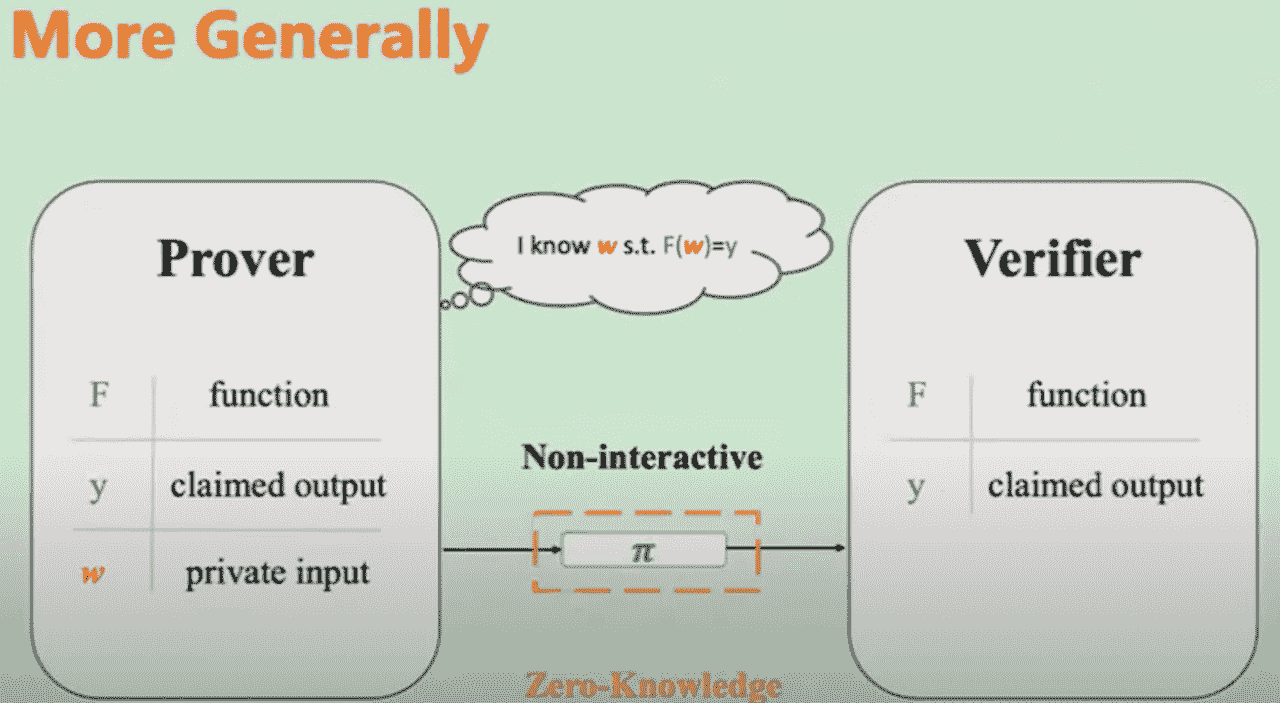 More Generally
I know w s.t. F(w)=y
Prover
F function
y claimed output
w private input
Non-interactive
π
Zero-Knowledge
Verifier
F function
y claimed output